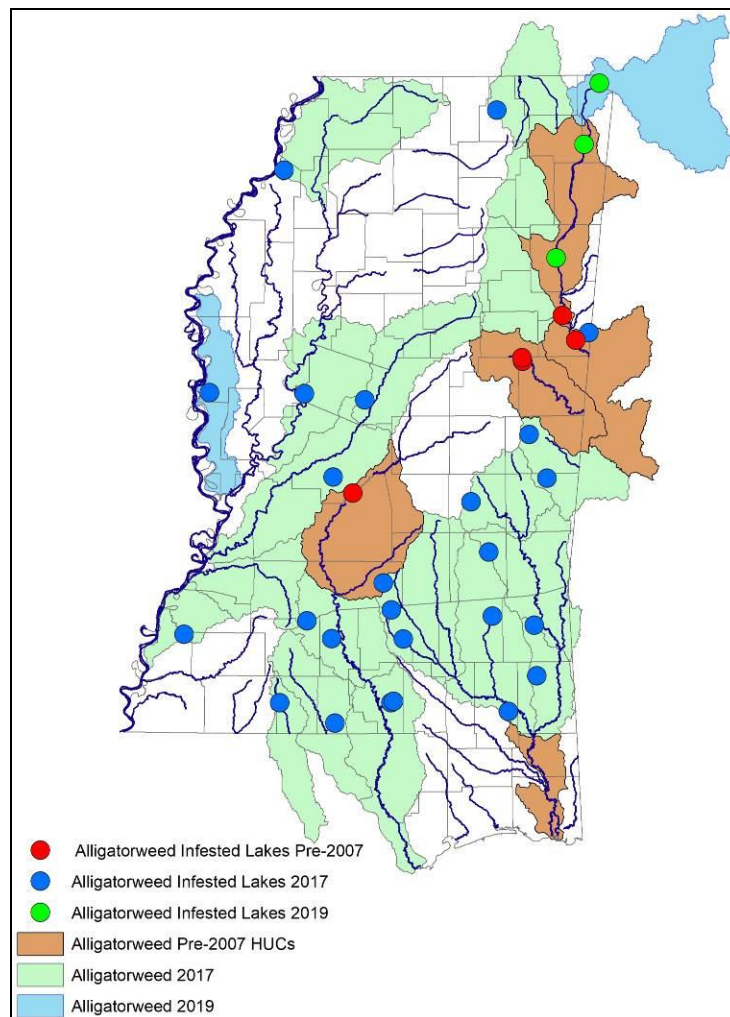 Alligatorweed Infested Lakes Pre-2007
Alligatorweed Infested Lakes 2017
Alligatorweed Infested Lakes 2019
Alligatorweed Pre-2007 HUCs
Alligatorweed 2017
Alligatorweed 2019